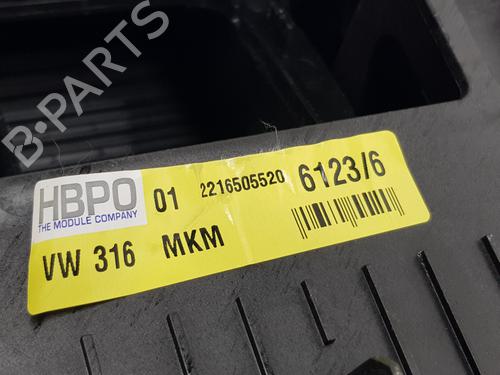 B-PARTS
HBPO
THE MODULE COMPANY
01 2216505520 6123/6
VW 316 MKM